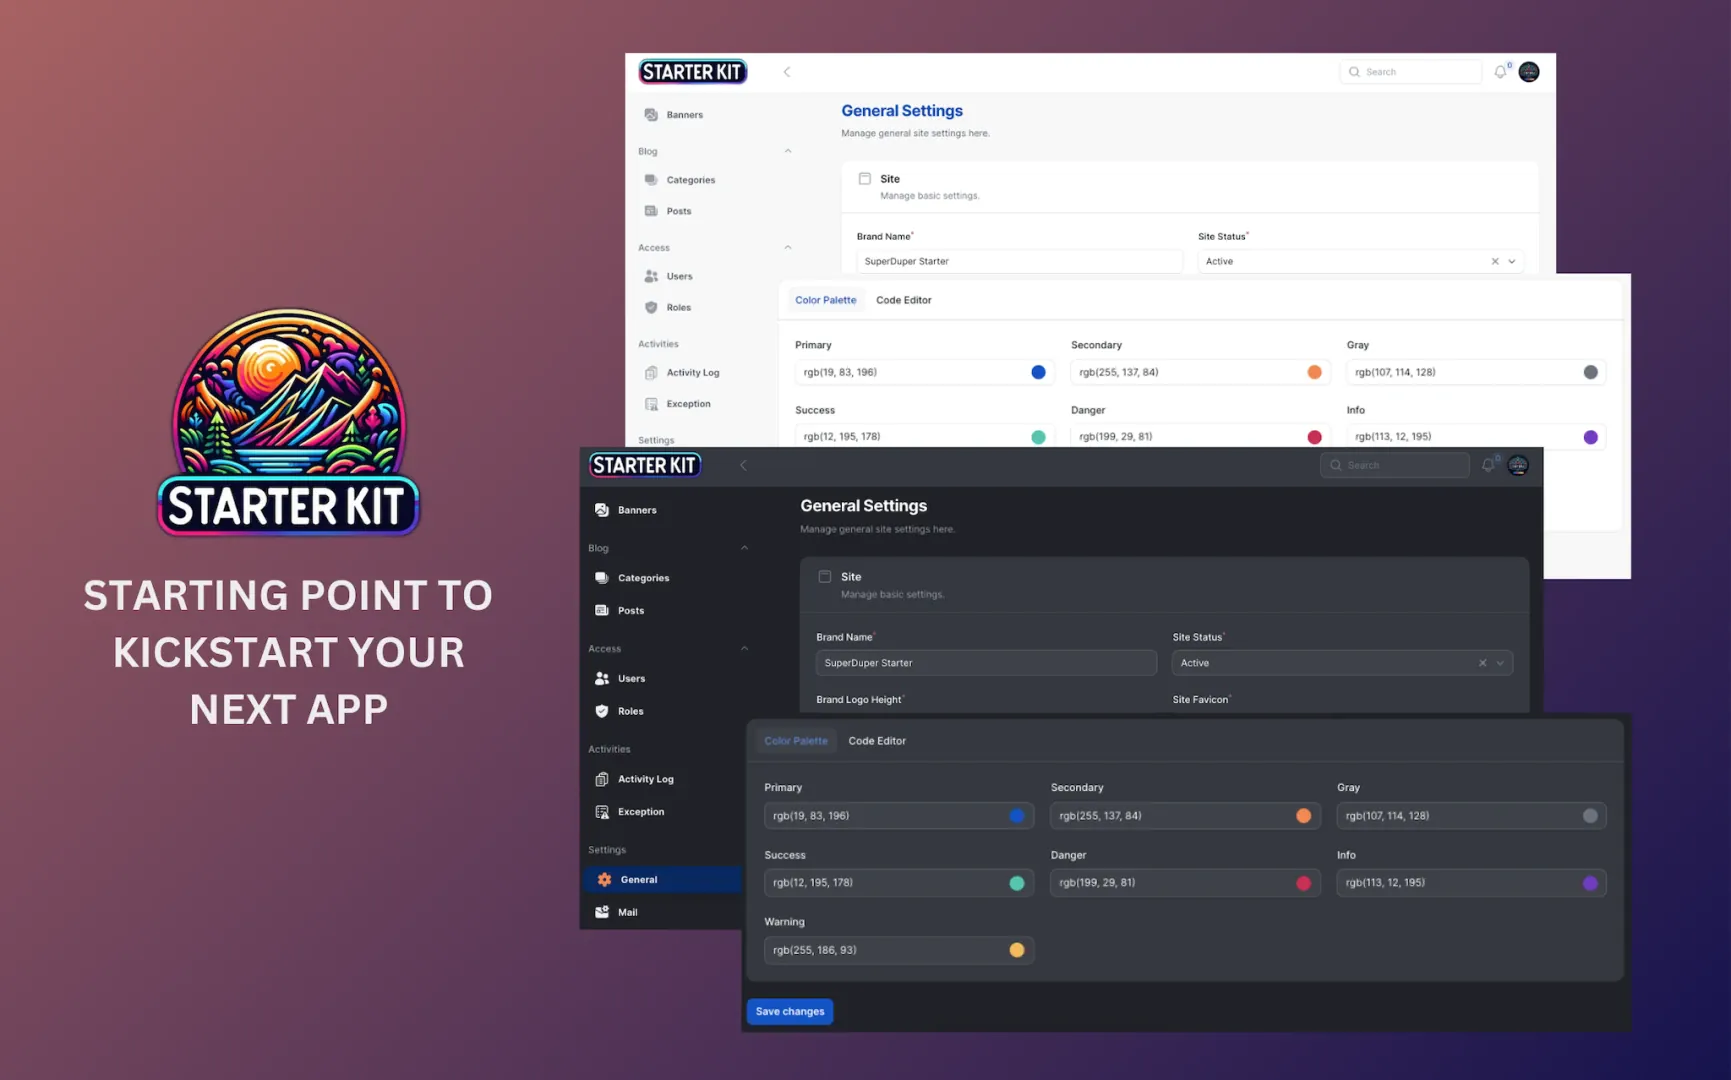 STARTER KIT
STARTING POINT TO
KICKSTART YOUR
NEXT APP
STARTER KIT
Search
0
Banners
Blog
Categories
Posts
Access
Users
Roles
Activities
Activity Log
Exception
Settings
General Settings
Manage general site settings here.
Site
Manage basic settings.
Brand Name*
Site Status*
SuperDuper Starter
Active
Color Palette
Code Editor
Primary
Secondary
Gray
rgb(19, 83, 196)
rgb(255, 137, 84)
rgb(107, 114, 128)
Success
Danger
Info
rgb(12, 195, 178)
rgb(199, 29, 81)
rgb(113, 12, 195)
STARTER KIT
Search
0
Banners
Blog
Categories
Posts
Access
Users
Roles
Activities
Activity Log
Exception
Settings
General
Mail
General Settings
Manage general site settings here.
Site
Manage basic settings.
Brand Name*
Site Status*
SuperDuper Starter
Active
Brand Logo Height*
Site Favicon*
Color Palette
Code Editor
Primary
Secondary
Gray
rgb(19, 83, 196)
rgb(255, 137, 84)
rgb(107, 114, 128)
Success
Danger
Info
rgb(12, 195, 178)
rgb(199, 29, 81)
rgb(113, 12, 195)
Warning
rgb(255, 186, 93)
Save changes